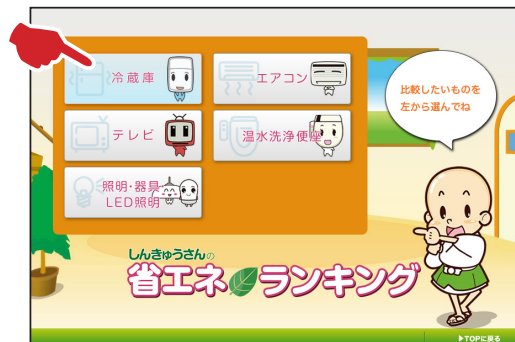 冷蔵庫
エアコン
テレビ
温水洗浄便座
照明・器具
LED照明
比較したいものを
左から選んでね
しんきゅうさんの
省エネランキング
▶TOPに戻る